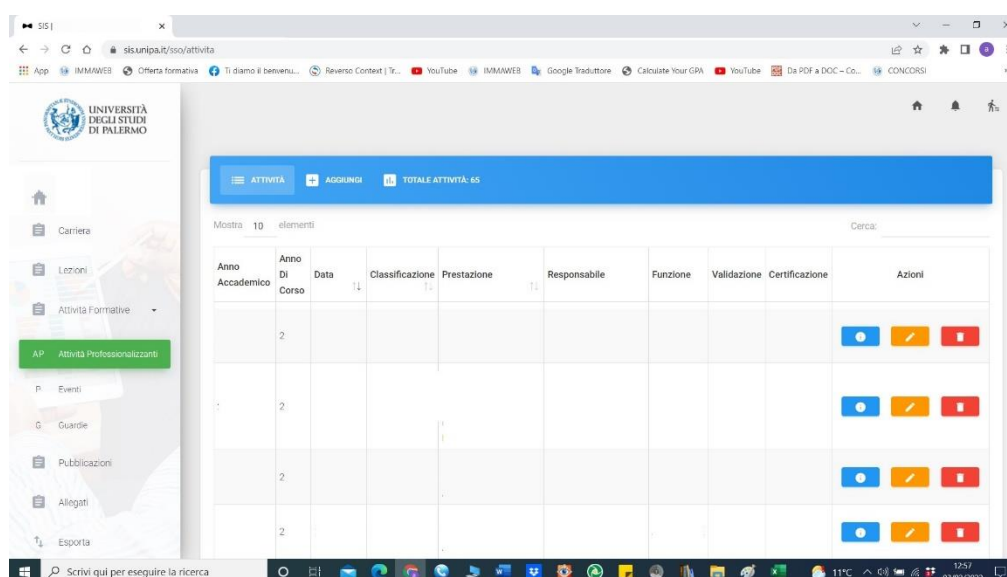 SIS |
sis.unipa.it/sso/attivita
App IMMAWEB Offerta formativa Ti diamo il benvenu... Reverso Context | Tr... YouTube IMMAWEB Google Traduttore Calculate Your GPA YouTube Da PDF a DOC – Co... CONCORSI
UNIVERSITÀ
DEGLI STUDI
DI PALERMO
ATTIVITÀ AGGIUNGI TOTALE ATTIVITÀ: 65
Mostra 10 elementi Cerca:
Carriera
Lezioni
Attività Formative
AP Attività Professionalizzanti
P Eventi
G Guardie
Pubblicazioni
Allegati
Esporta
Anno Accademico Anno Di Corso Data Classificazione Prestazione Responsabile Funzione Validazione Certificazione Azioni
2
2
2
2
Scrivi qui per eseguire la ricerca 11°C 12:57